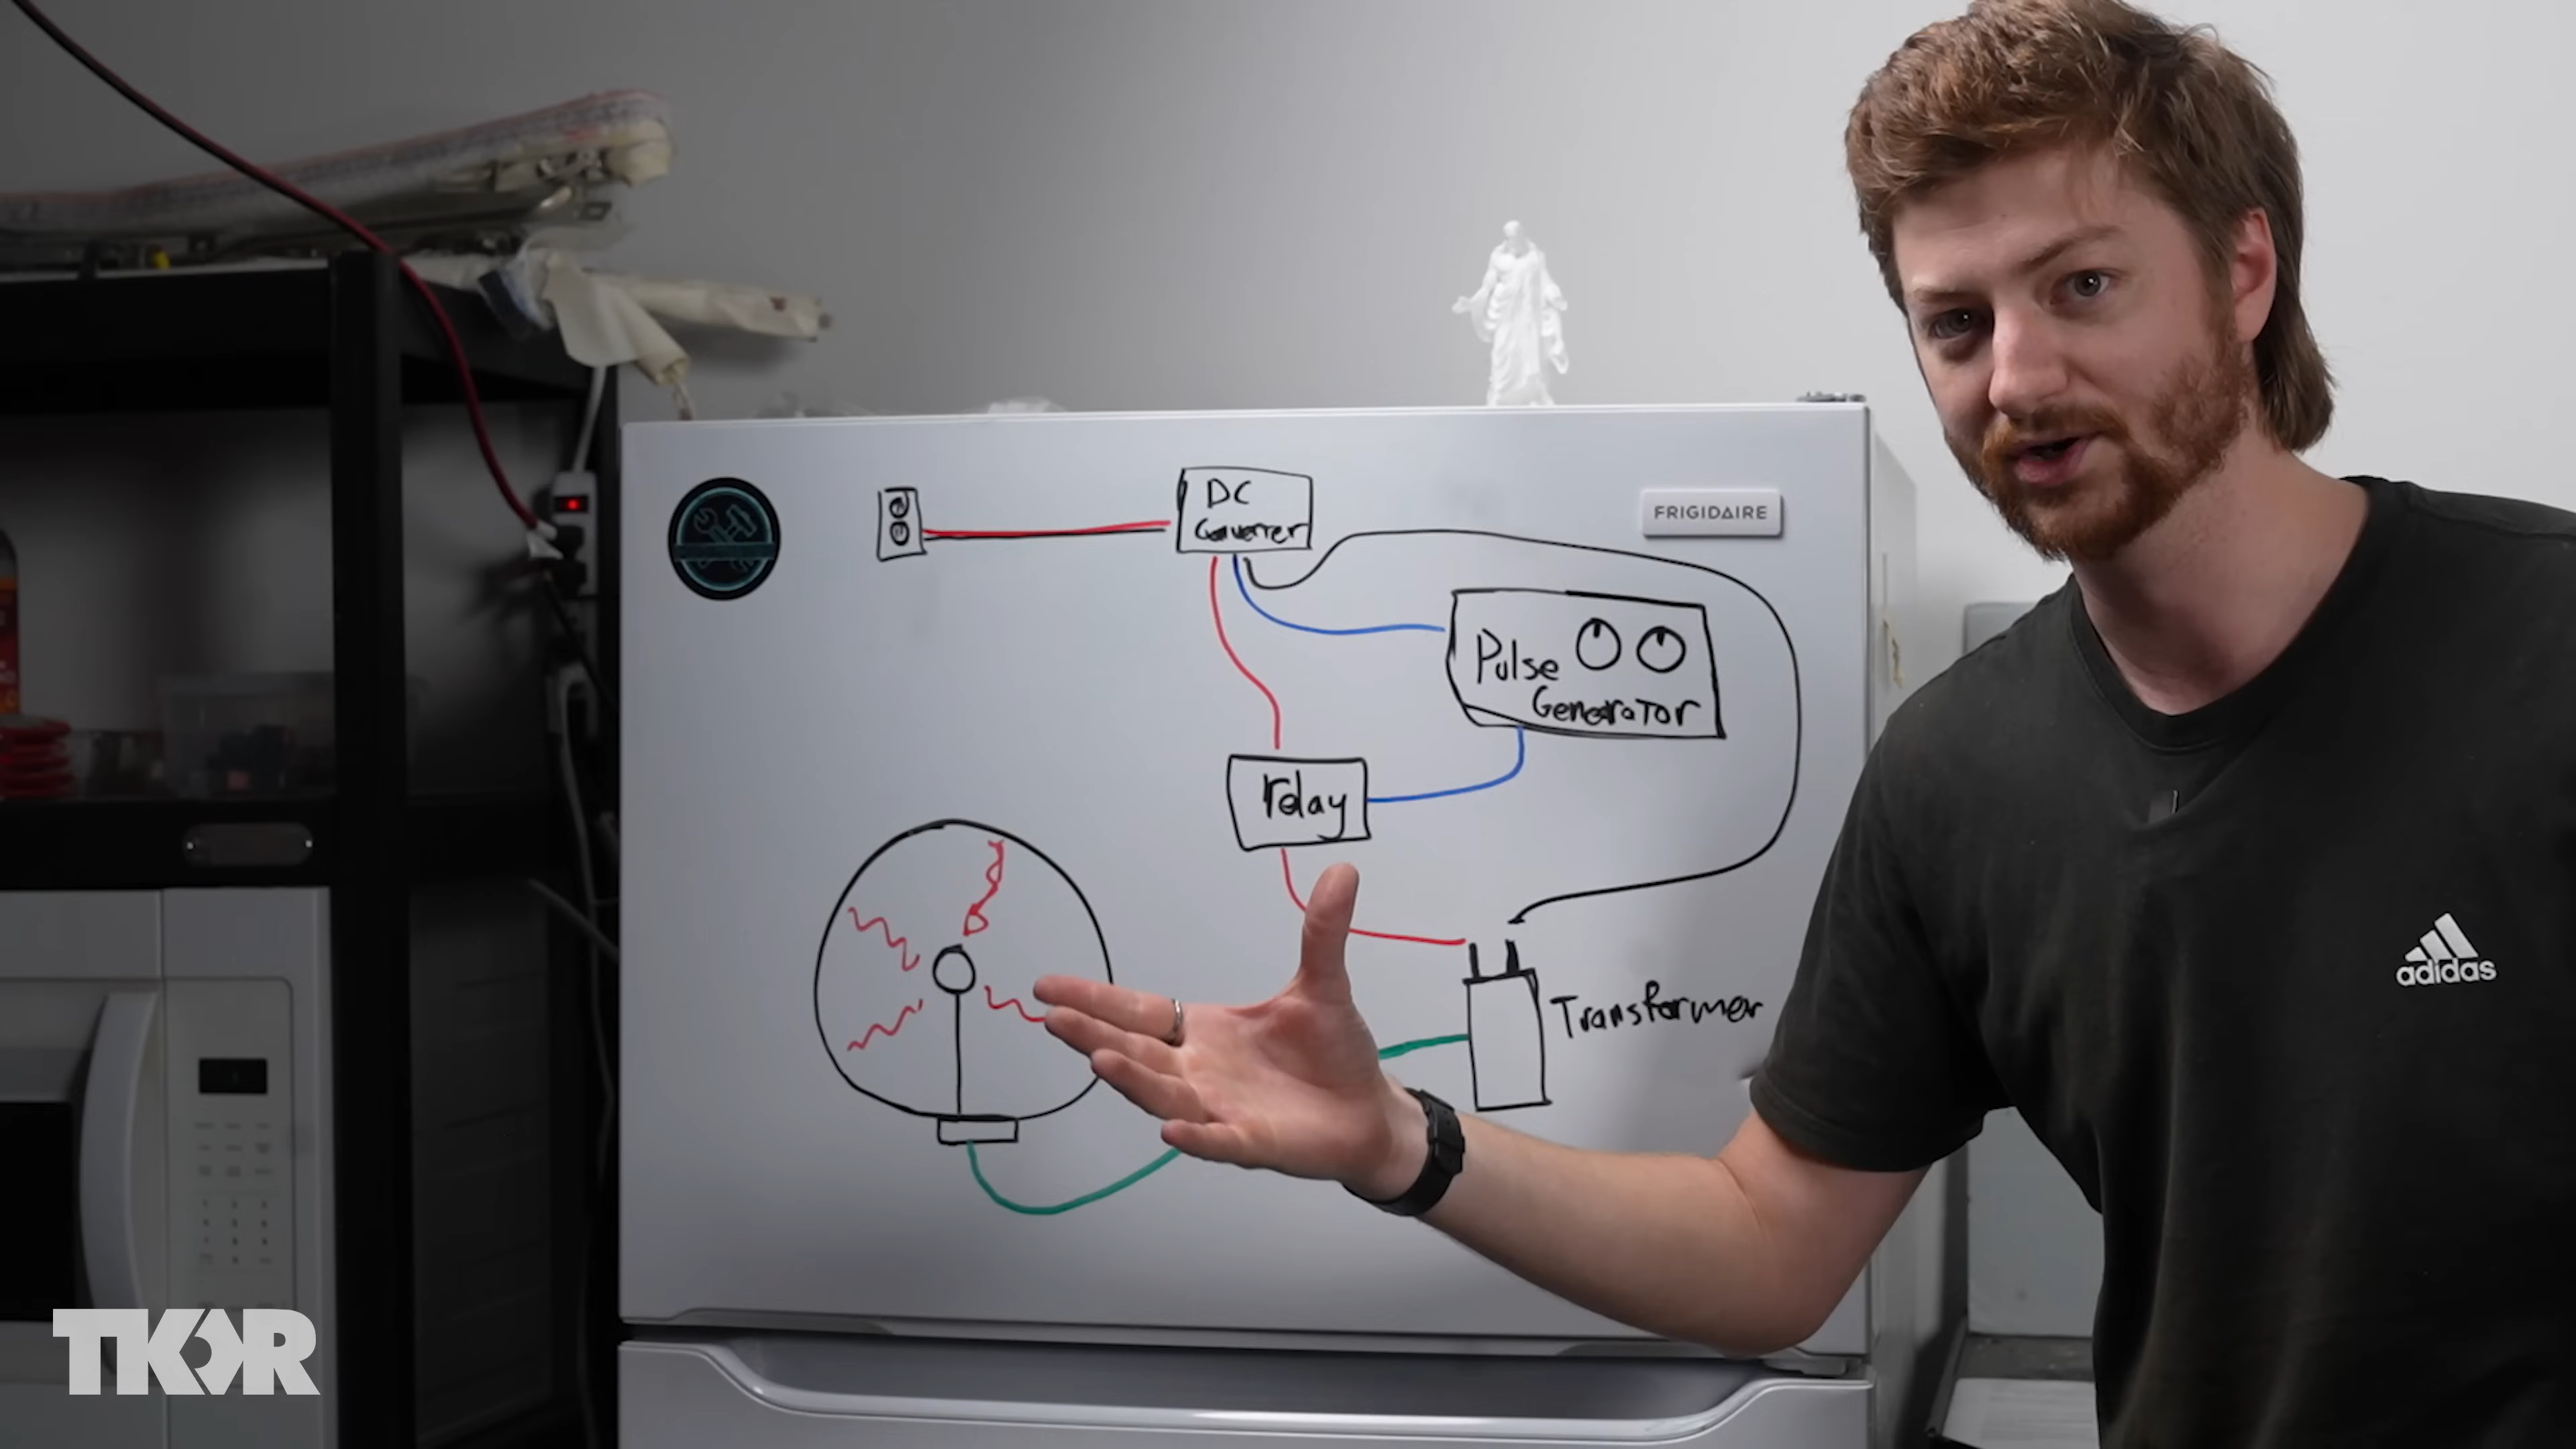 DC
Converter
FRIGIDAIRE
Pulse
Generator
relay
Transformer
adidas
TKOR